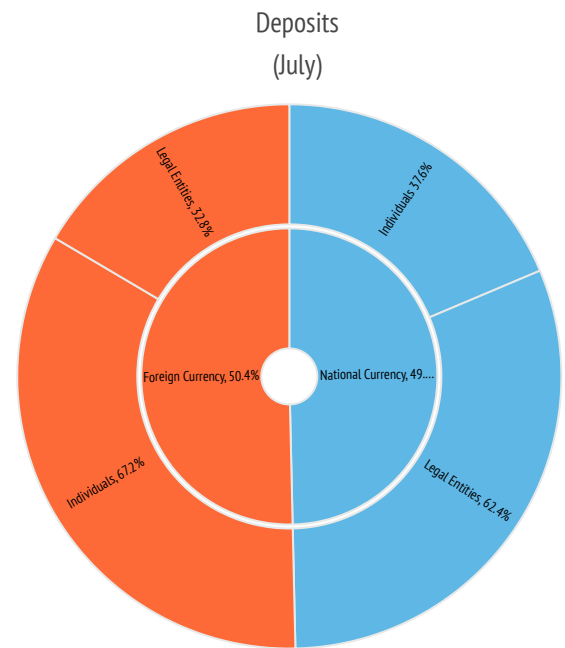 Deposits
(July)
Legal Entities, 32.8%
Individuals 37.6%
Foreign Currency, 50.4%
National Currency, 49....
Individuals, 67.2%
Legal Entities, 62.4%